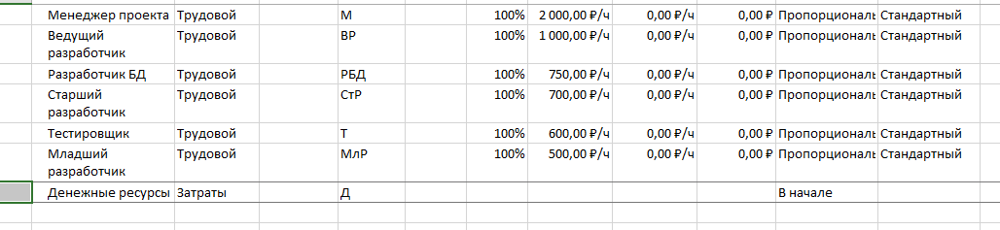 Менеджер проекта Трудовой М 100% 2 000,00 ₽/ч 0,00 ₽/ч 0,00 ₽ Пропорциональ Стандартный
Ведущий Трудовой ВР 100% 1 000,00 ₽/ч 0,00 ₽/ч 0,00 ₽ Пропорциональ Стандартный
разработчик
Разработчик БД Трудовой РБД 100% 750,00 ₽/ч 0,00 ₽/ч 0,00 ₽ Пропорциональ Стандартный
Старший Трудовой СтР 100% 700,00 ₽/ч 0,00 ₽/ч 0,00 ₽ Пропорциональ Стандартный
разработчик
Тестировщик Трудовой Т 100% 600,00 ₽/ч 0,00 ₽/ч 0,00 ₽ Пропорциональ Стандартный
Младший Трудовой МлР 100% 500,00 ₽/ч 0,00 ₽/ч 0,00 ₽ Пропорциональ Стандартный
разработчик
Денежные ресурсы Затраты Д В начале